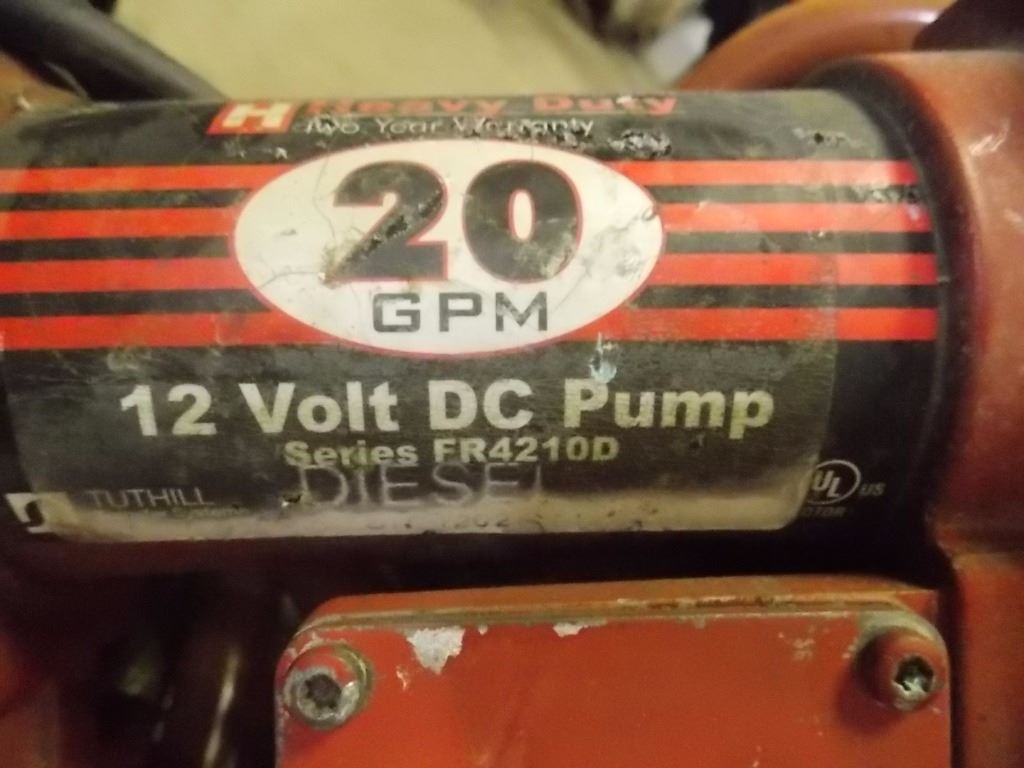 H Heavy Duty
Two Year Warranty
20
GPM
12 Volt DC Pump
Series FR4210D
DIESEL
TUTHILL
UL US